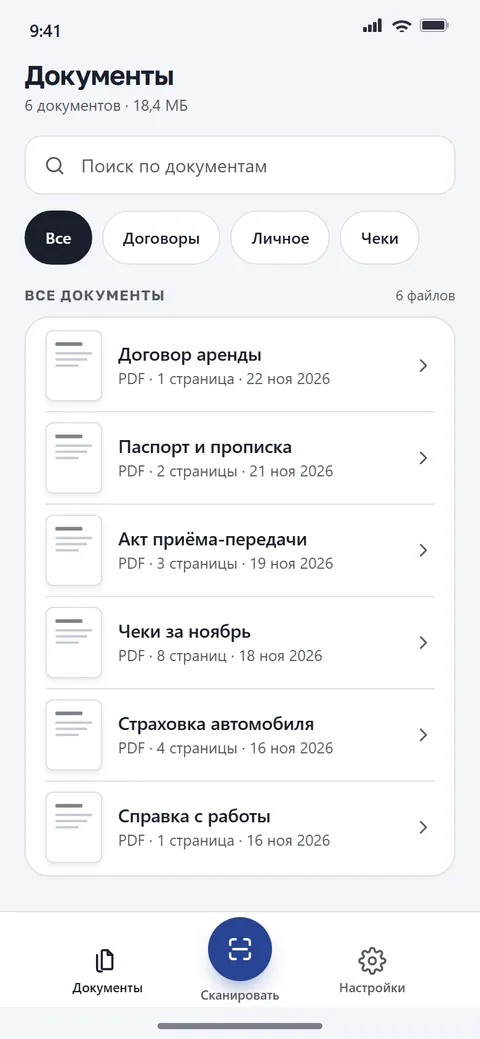 9:41
Документы
6 документов · 18,4 МБ
Поиск по документам
Все
Договоры
Личное
Чеки
ВСЕ ДОКУМЕНТЫ
6 файлов
Договор аренды
PDF · 1 страница · 22 ноя 2026
Паспорт и прописка
PDF · 2 страницы · 21 ноя 2026
Акт приёма-передачи
PDF · 3 страницы · 19 ноя 2026
Чеки за ноябрь
PDF · 8 страниц · 18 ноя 2026
Страховка автомобиля
PDF · 4 страницы · 16 ноя 2026
Справка с работы
PDF · 1 страница · 16 ноя 2026
Документы
Сканировать
Настройки